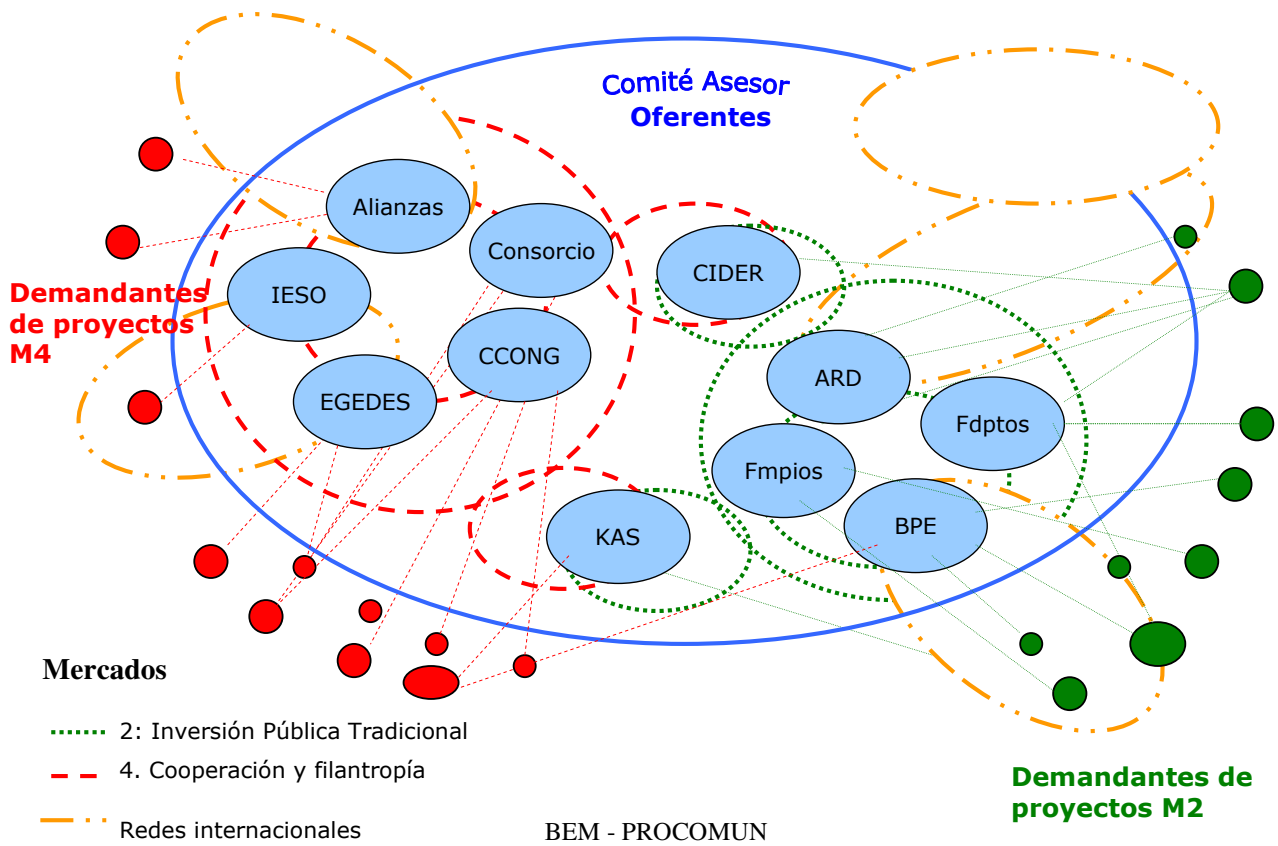 Comité Asesor
Oferentes
Alianzas
Consorcio
CIDER
IESO
Demandantes
de proyectos
M4
CCONG
ARD
EGEDES
Fdptos
Fmpios
BPE
KAS
Mercados
2: Inversión Pública Tradicional
4. Cooperación y filantropía
Redes internacionales
BEM - PROCOMUN
Demandantes de
proyectos M2